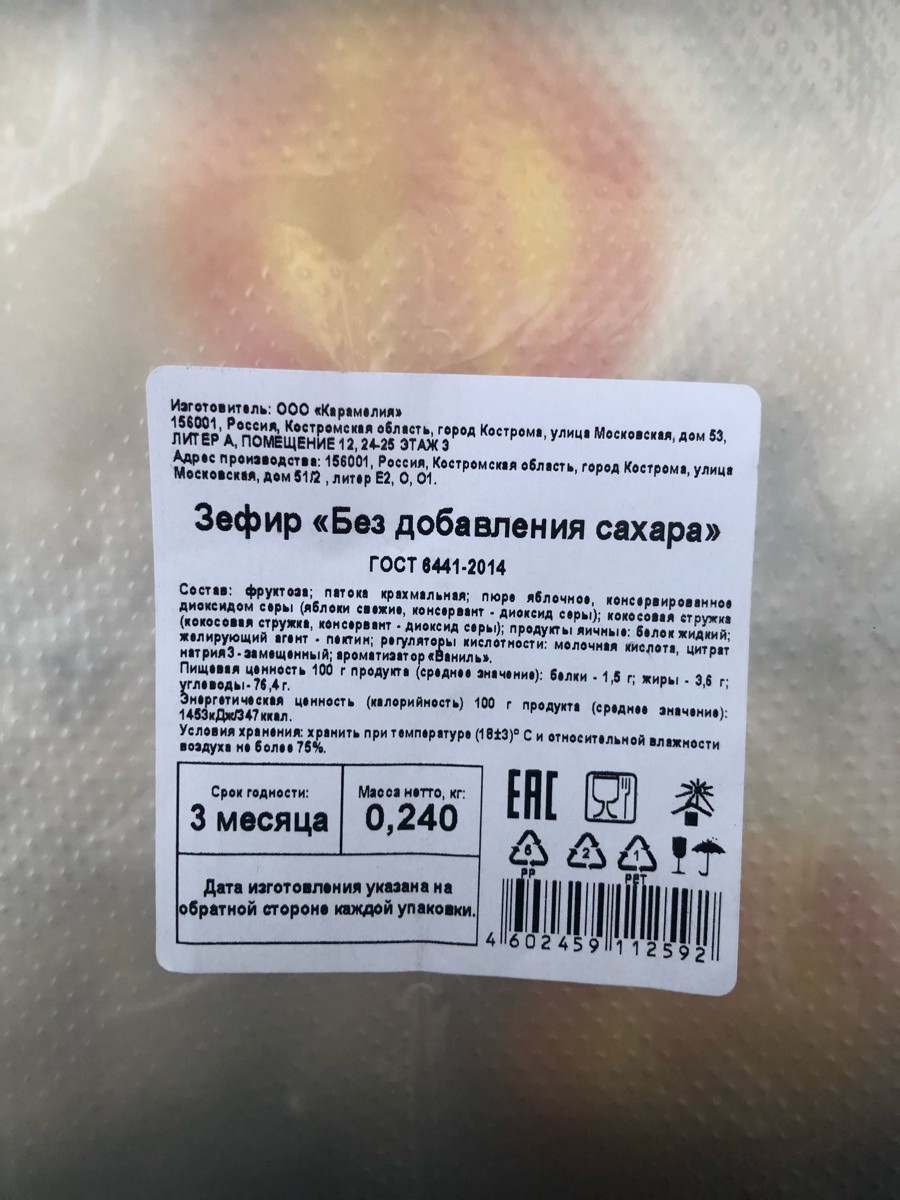 Изготовитель: ООО «Карамелия»
156001, Россия, Костромская область, город Кострома, улица Московская, дом 53,
ЛИТЕР А, ПОМЕЩЕНИЕ 12, 24-25 ЭТАЖ 3
Адрес производства: 156001, Россия, Костромская область, город Кострома, улица
Московская, дом 51/2 , литер Е2, О, О1.
Зефир «Без добавления сахара»
ГОСТ 6441-2014
Состав: фруктоза; патока крахмальная; пюре яблочное, консервированное
диоксидом серы (яблоки свежие, консервант - диоксид серы); кокосовая стружка
(кокосовая стружка, консервант - диоксид серы); продукты яичные: белок жидкий;
желирующий агент - пектин; регуляторы кислотности: молочная кислота, цитрат
натрия 3 - замещенный; ароматизатор «Ваниль».
Пищевая ценность 100 г продукта (среднее значение): белки - 1,5 г; жиры - 3,6 г;
углеводы - 76,4 г.
Энергетическая ценность (калорийность) 100 г продукта (среднее значение):
1453кДж/347ккал.
Условия хранения: хранить при температуре (18±3)° С и относительной влажности
воздуха не более 75%.
Срок годности:
3 месяца
Масса нетто, кг:
0,240
Дата изготовления указана на
обратной стороне каждой упаковки.
EAC
6 2 1
PP PET
4 602459 112592